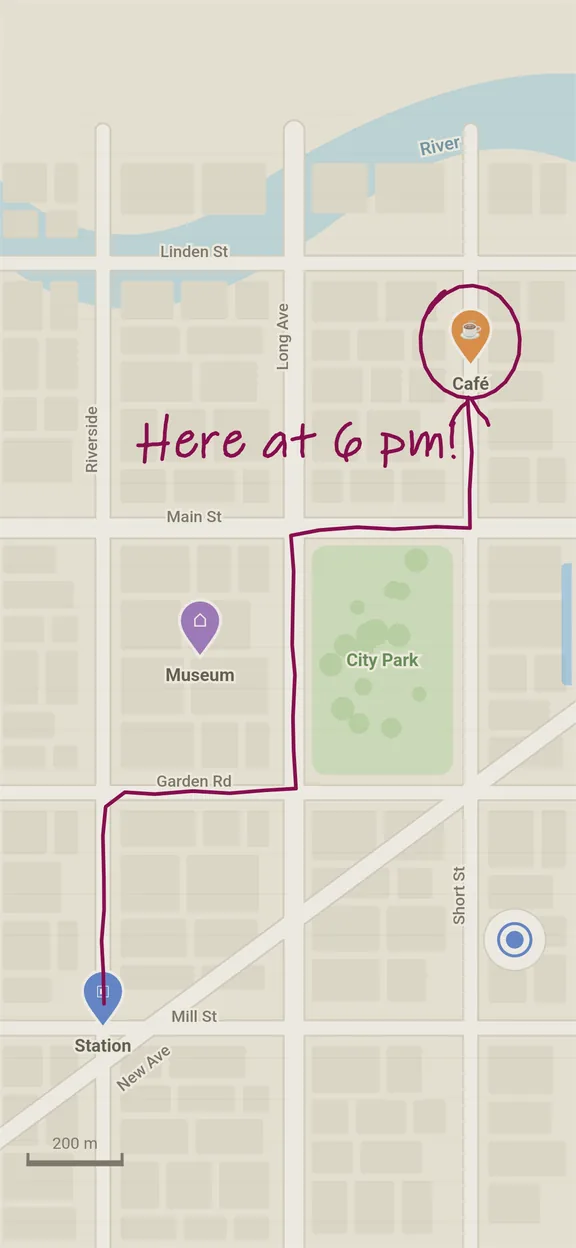 River
Linden St
Long Ave
Café
Riverside
Here at 6 pm!
Main St
City Park
Museum
Garden Rd
Short St
Mill St
Station
New Ave
200 m